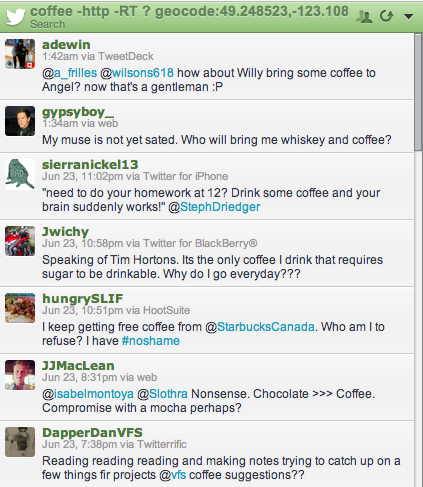 coffee -http -RT ? geocode:49.248523,-123.108
Search
adewin
1:42am via TweetDeck
@a_frilles @wilsons618 how about Willy bring some coffee to
Angel? now that's a gentleman :P
gypsyboy_
1:34am via web
My muse is not yet sated. Who will bring me whiskey and coffee?
sierranickel13
Jun 23, 11:02pm via Twitter for iPhone
"need to do your homework at 12? Drink some coffee and your
brain suddenly works!" @StephDriedger
Jwichy
Jun 23, 10:58pm via Twitter for BlackBerry®
Speaking of Tim Hortons. Its the only coffee I drink that requires
sugar to be drinkable. Why do I go everyday???
hungrySLIF
Jun 23, 10:51pm via HootSuite
I keep getting free coffee from @StarbucksCanada. Who am I to
refuse? I have #noshame
JJMacLean
Jun 23, 8:31pm via web
@isabelmontoya @Slothra Nonsense. Chocolate >>> Coffee.
Compromise with a mocha perhaps?
DapperDanVFS
Jun 23, 7:38pm via Twitterrific
Reading reading reading and making notes trying to catch up on a
few things fir projects @vfs coffee suggestions??